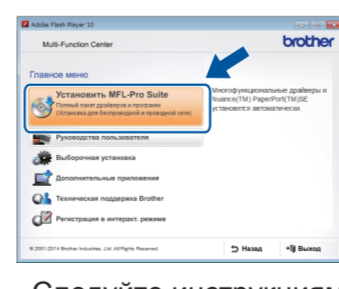 Adobe Flash Player 10
Multi-Function Center
brother
Главное меню
Установить MFL-Pro Suite
Полный пакет драйверов и программ
(Установка для беспроводной и проводной сети)
Многофункциональные драйверы и
Nuance(TM) PaperPort(TM)SE
установятся автоматически.
Руководства пользователя
Выборочная установка
Дополнительные приложения
Техническая поддержка Brother
Регистрация в интеракт. режиме
© 2001-2014 Brother Industries, Ltd. All Rights Reserved.
Назад
Выход
Следуйте инструкциям